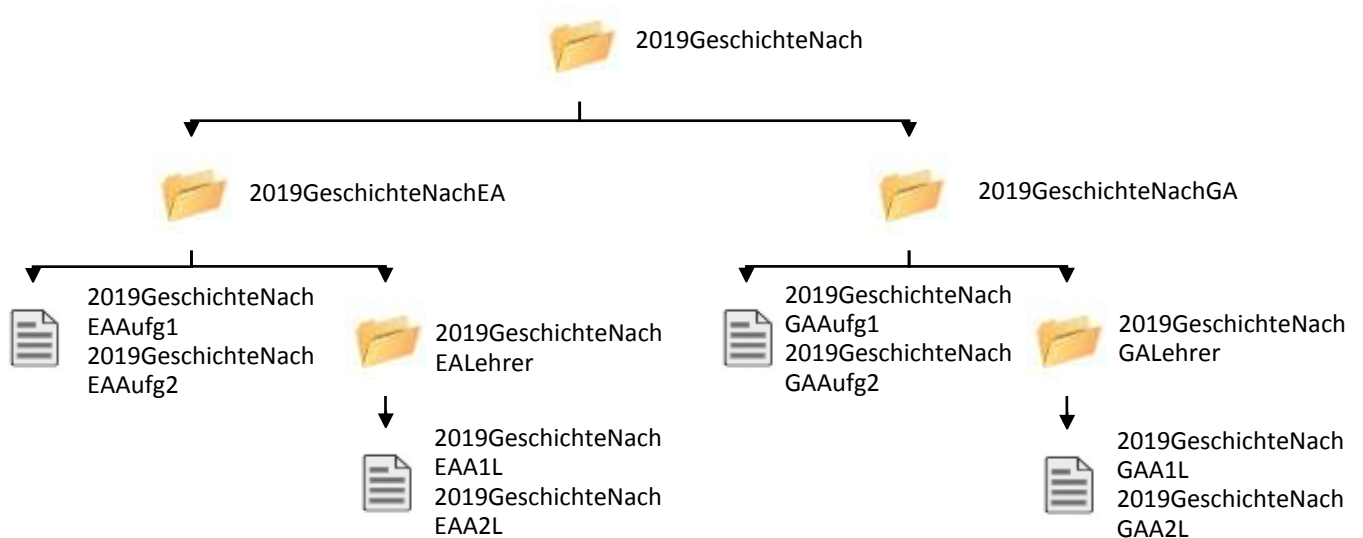 2019GeschichteNach
2019GeschichteNachEA
2019GeschichteNachGA
2019GeschichteNach
EAAufg1
2019GeschichteNach
EAAufg2
2019GeschichteNach
EALehrer
2019GeschichteNach
GAAufg1
2019GeschichteNach
GAAufg2
2019GeschichteNach
GALehrer
2019GeschichteNach
EAA1L
2019GeschichteNach
EAA2L
2019GeschichteNach
GAA1L
2019GeschichteNach
GAA2L